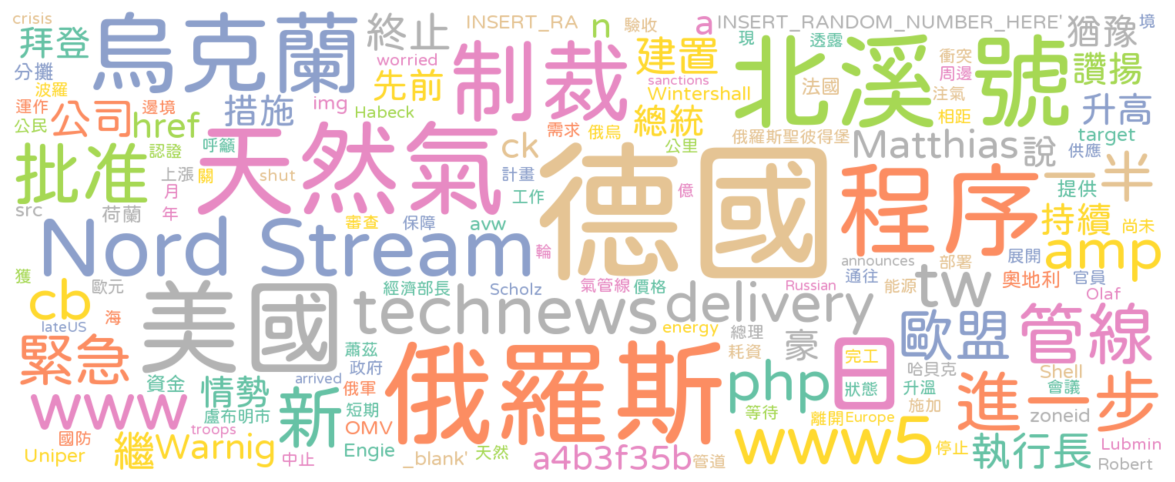 crisis
INSERT_RA
n
驗收
a
INSERT_RANDOM_NUMBER_HERE'
境
拜登
烏克蘭
終止
制裁
建置
現
透露
北溪
號
衝突
猶豫
分攤
worried
先前
sanctions
法國
周邊
讚揚
波羅
措施
img
Habeck
Wintershall
注氣
升高
運作
邊境
公司
href
需求
俄烏
總統
相距
target
公民
認證
呼籲
天然氣
ck
公里
俄羅斯聖彼得堡
Matthias
說
供應
批准
上漲
關
shut
計畫
德國
程序
一半
src
月
年
荷蘭
審查
保障
avw
工作
億
提供
持續
尚未
Nord Stream
輪
announces
展開
amp
獲
歐元
經濟部長
Scholz
氣管線
價格
Russian
通往
部署
奧地利
官員
cb
海
美國
technews
delivery
能源
tw
Olaf
lateUS
energy
總理
豪
歐盟
管線
緊急
蕭茲
耗資
完工
日
哈貝克
Shell
資金
情勢
arrived
政府
俄羅斯
php
狀態
升溫
會議
www
盧布明市
新
俄軍
短期
等待
離開
Europe
施加
進一步
zoneid
國防
troops
OMV
www5
Uniper
繼
Warnig
中止
Engie
_blank'
天然
a4b3f35b
管道
停止
執行長
Lubmin
Robert